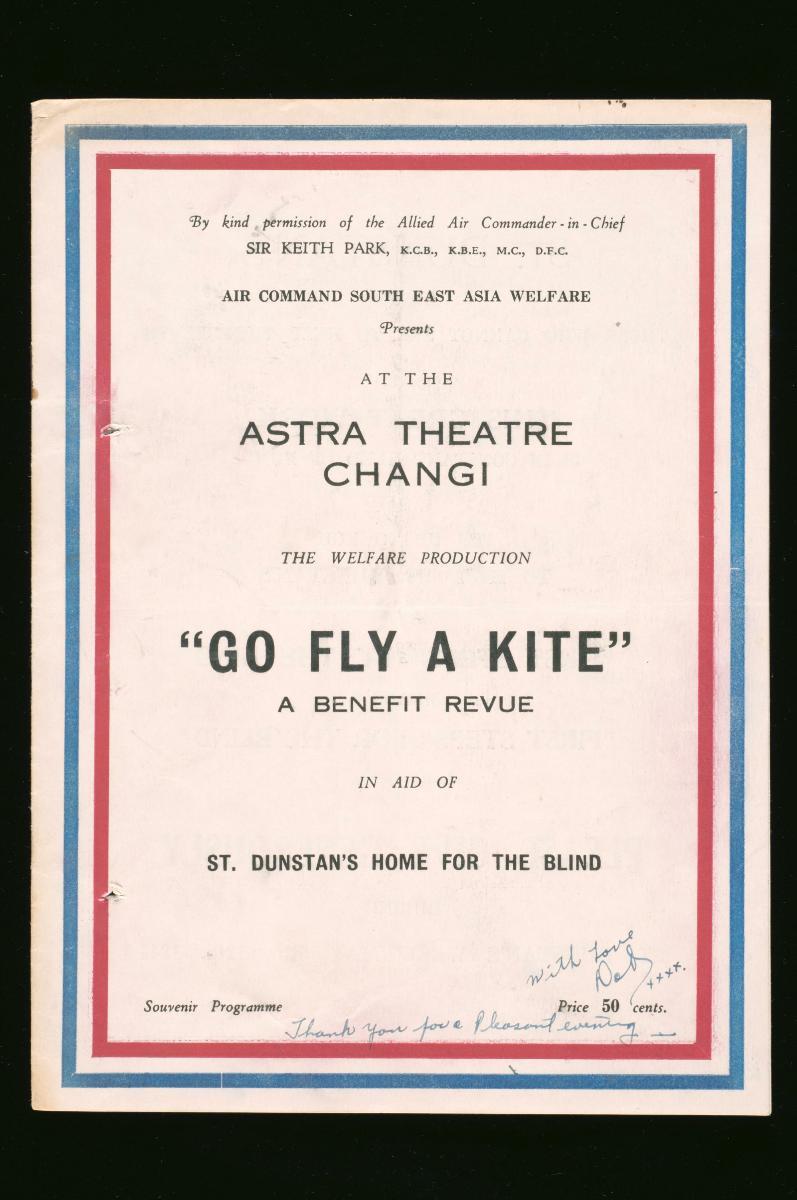 By kind permission of the Allied Air Commander-in-Chief
SIR KEITH PARK, K.C.B., K.B.E., M.C., D.F.C.
AIR COMMAND SOUTH EAST ASIA WELFARE
Presents
AT THE
ASTRA THEATRE
CHANGI
THE WELFARE PRODUCTION
"GO FLY A KITE"
A BENEFIT REVUE
IN AID OF
ST. DUNSTAN'S HOME FOR THE BLIND
With Love
xxxx.
Souvenir Programme Price 50 cents.
Thank you for a Pleasant evening